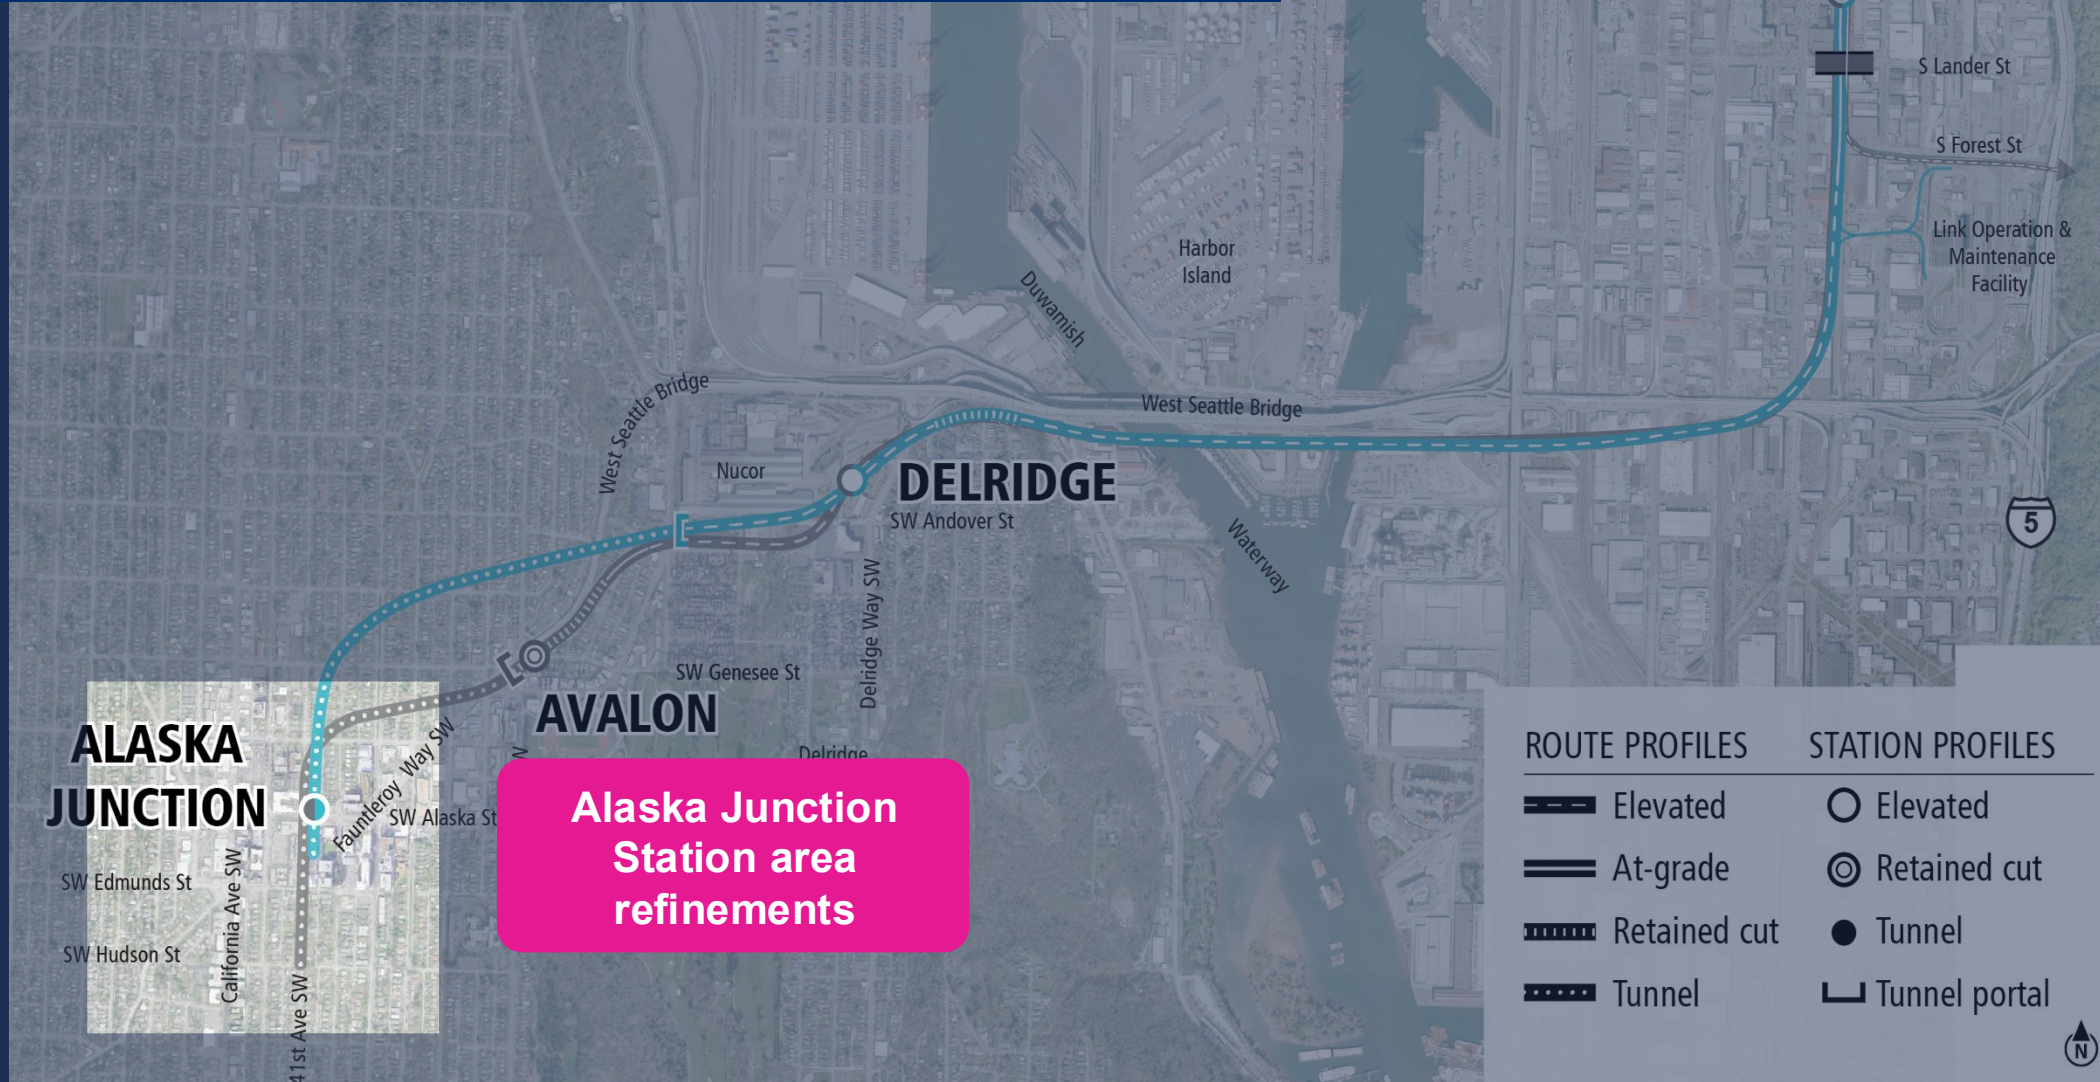 S Lander St
S Forest St
Link Operation &
Maintenance
Facility
Harbor
Island
Duwamish
West Seattle Bridge
West Seattle Bridge
Nucor
DELRIDGE
SW Andover St
5
Waterway
Delridge Way SW
SW Genesee St
AVALON
Delridge
W
ALASKA
JUNCTION
Fauntleroy Way SW
SW Alaska St
SW Edmunds St
California Ave SW
SW Hudson St
41st Ave SW
Alaska Junction
Station area
refinements
ROUTE PROFILES
Elevated
At-grade
Retained cut
Tunnel
STATION PROFILES
Elevated
Retained cut
Tunnel
Tunnel portal
N